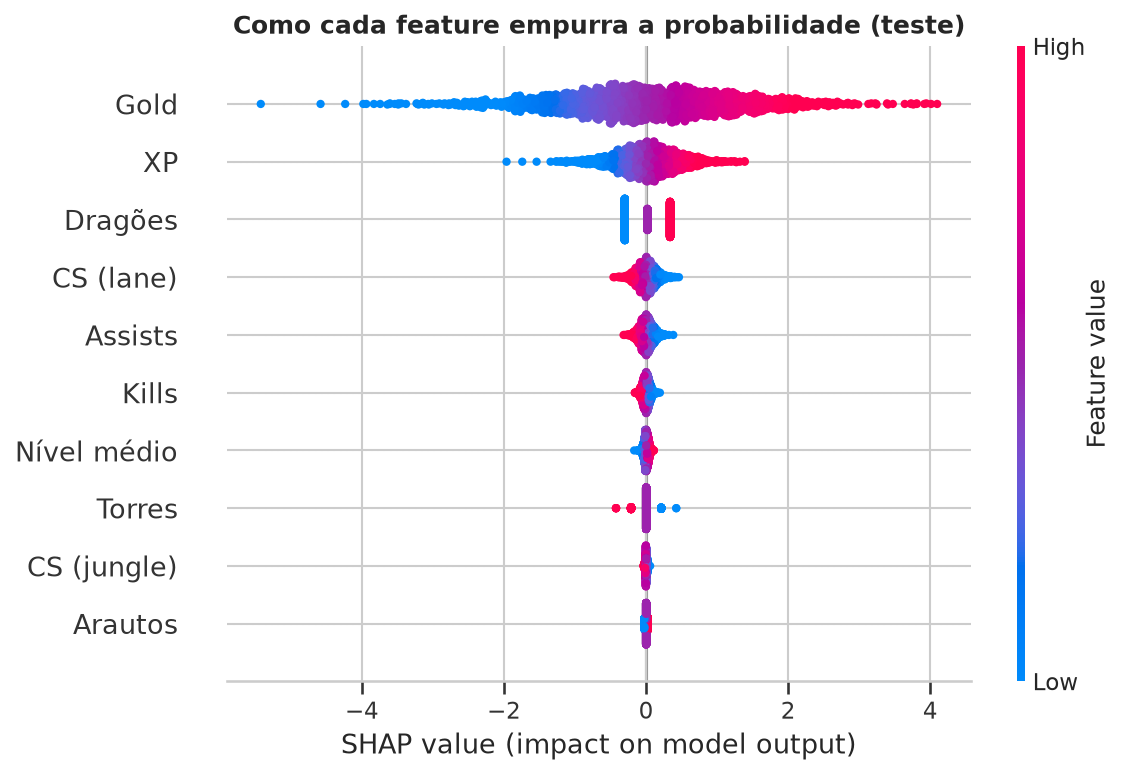 Como cada feature empurra a probabilidade (teste)
High
Gold
XP
Dragões
CS (lane)
Assists
Kills
Nível médio
Torres
CS (jungle)
Arautos
Feature value
Low
−4
−2
0
2
4
SHAP value (impact on model output)